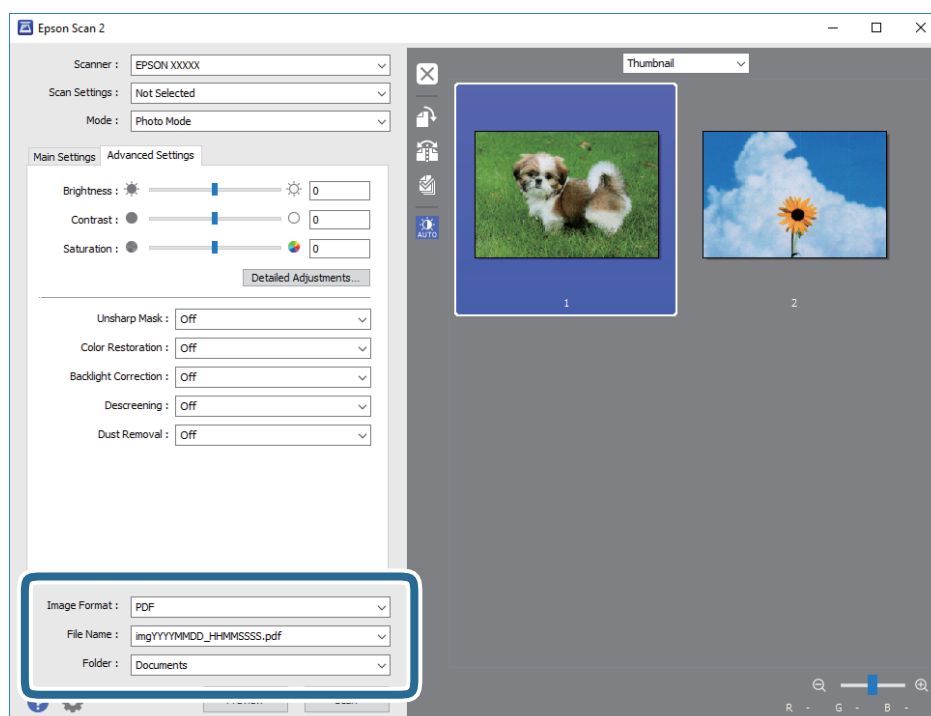 Epson Scan 2
Scanner : EPSON XXXXX
Scan Settings : Not Selected
Mode : Photo Mode
Main Settings Advanced Settings
Brightness : 0
Contrast : 0
Saturation : 0
Detailed Adjustments...
Unsharp Mask : Off
Color Restoration : Off
Backlight Correction : Off
Descreening : Off
Dust Removal : Off
Image Format : PDF
File Name : imgYYYYMMDD_HHMMSSSS.pdf
Folder : Documents
Preview Scan
AUTO
Thumbnail
1 2
R - G - B -